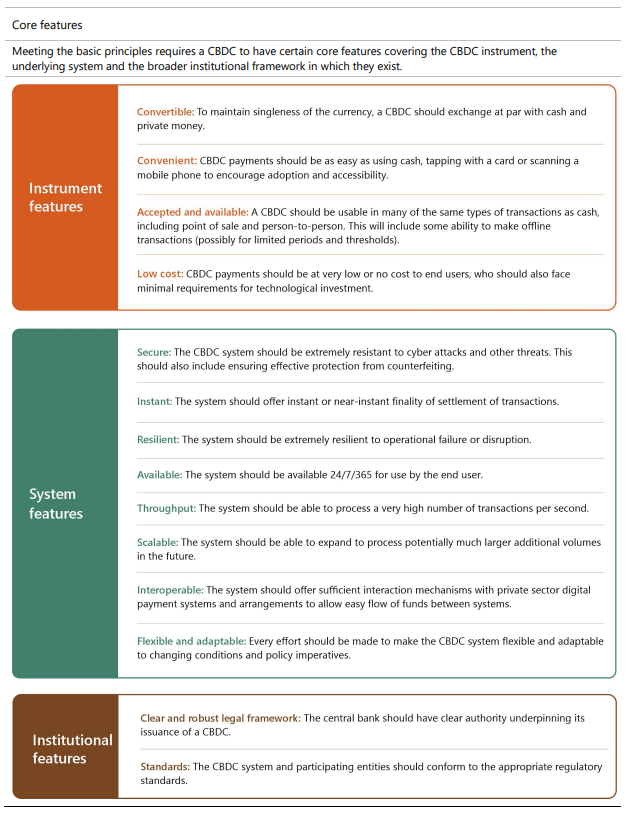 Core features
Meeting the basic principles requires a CBDC to have certain core features covering the CBDC instrument, the
underlying system and the broader institutional framework in which they exist.
Instrument
features
Convertible: To maintain singleness of the currency, a CBDC should exchange at par with cash and
private money.
Convenient: CBDC payments should be as easy as using cash, tapping with a card or scanning a
mobile phone to encourage adoption and accessibility.
Accepted and available: A CBDC should be usable in many of the same types of transactions as cash,
including point of sale and person-to-person. This will include some ability to make offline
transactions (possibly for limited periods and thresholds).
Low cost: CBDC payments should be at very low or no cost to end users, who should also face
minimal requirements for technological investment.
System
features
Secure: The CBDC system should be extremely resistant to cyber attacks and other threats. This
should also include ensuring effective protection from counterfeiting.
Instant: The system should offer instant or near-instant finality of settlement of transactions.
Resilient: The system should be extremely resilient to operational failure or disruption.
Available: The system should be available 24/7/365 for use by the end user.
Throughput: The system should be able to process a very high number of transactions per second.
Scalable: The system should be able to expand to process potentially much larger additional volumes
in the future.
Interoperable: The system should offer sufficient interaction mechanisms with private sector digital
payment systems and arrangements to allow easy flow of funds between systems.
Flexible and adaptable: Every effort should be made to make the CBDC system flexible and adaptable
to changing conditions and policy imperatives.
Institutional
features
Clear and robust legal framework: The central bank should have clear authority underpinning its
issuance of a CBDC.
Standards: The CBDC system and participating entities should conform to the appropriate regulatory
standards.